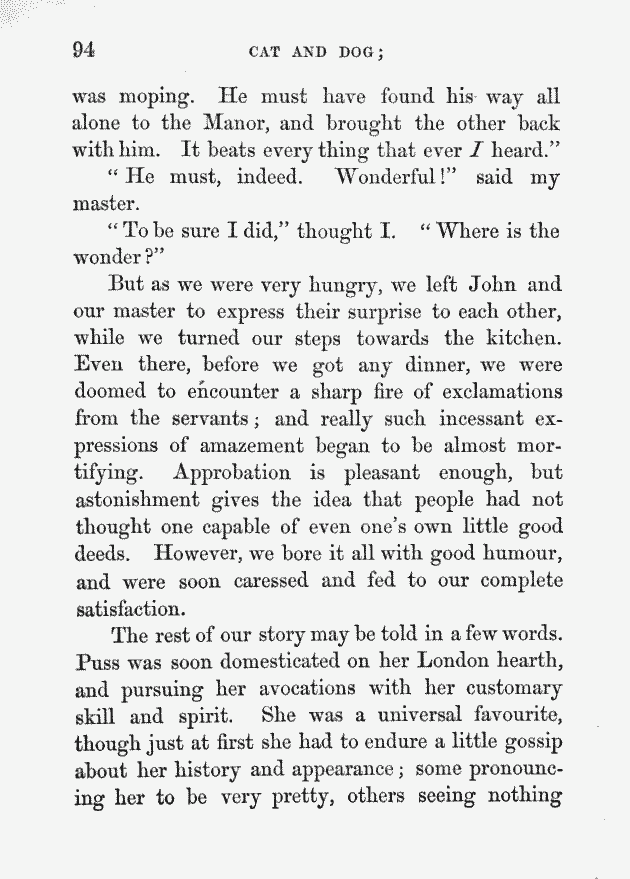 94 CAT AND DOG;
was moping. He must have found his way all
alone to the Manor, and brought the other back
with him. It beats every thing that ever I heard.”
“ He must, indeed. Wonderful!” said my
master.
“ To be sure I did,” thought I. “ Where is the
wonder?”
But as we were very hungry, we left John and
our master to express their surprise to each other,
while we turned our steps towards the kitchen.
Even there, before we got any dinner, we were
doomed to encounter a sharp fire of exclamations
from the servants; and really such incessant ex-
pressions of amazement began to be almost mor-
tifying. Approbation is pleasant enough, but
astonishment gives the idea that people had not
thought one capable of even one’s own little good
deeds. However, we bore it all with good humour,
and were soon caressed and fed to our complete
satisfaction.
The rest of our story may be told in a few words.
Puss was soon domesticated on her London hearth,
and pursuing her avocations with her customary
skill and spirit. She was a universal favourite,
though just at first she had to endure a little gossip
about her history and appearance; some pronounc-
ing her to be very pretty, others seeing nothing